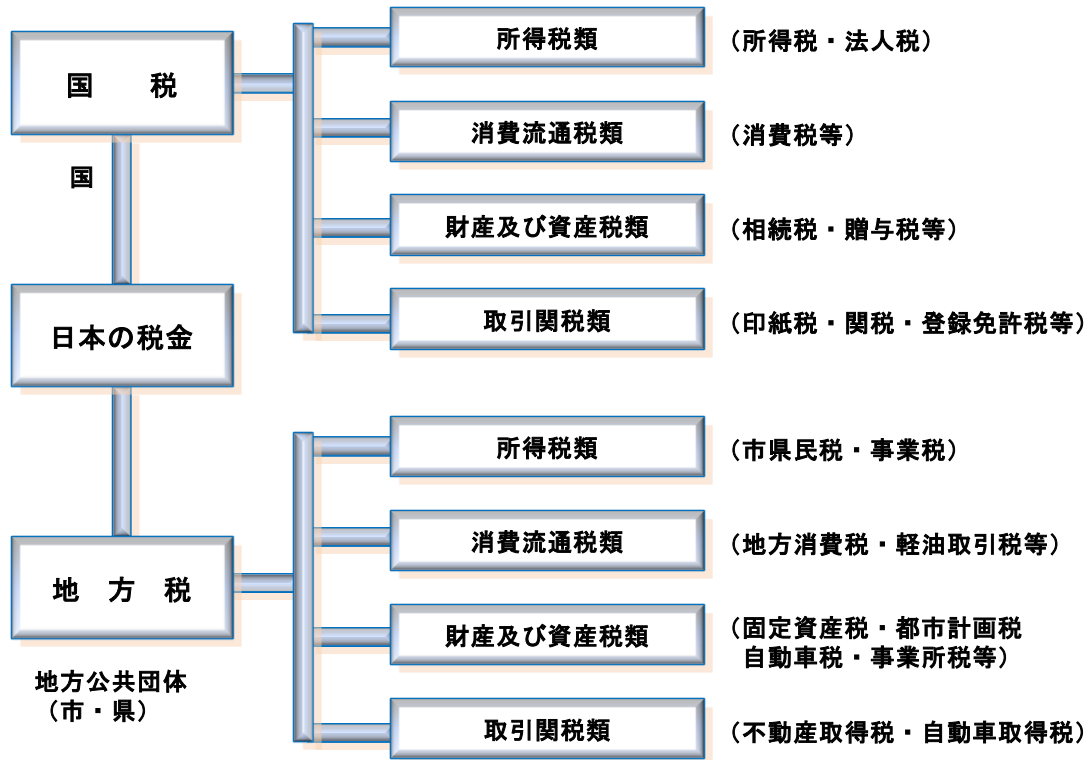 国　税
国
日本の税金
地　方　税
地方公共団体
（市・県）
所得税類
（所得税・法人税）
消費流通税類
（消費税等）
財産及び資産税類
（相続税・贈与税等）
取引関税類
（印紙税・関税・登録免許税等）
所得税類
（市県民税・事業税）
消費流通税類
（地方消費税・軽油取引税等）
財産及び資産税類
（固定資産税・都市計画税
自動車税・事業所税等）
取引関税類
（不動産取得税・自動車取得税）